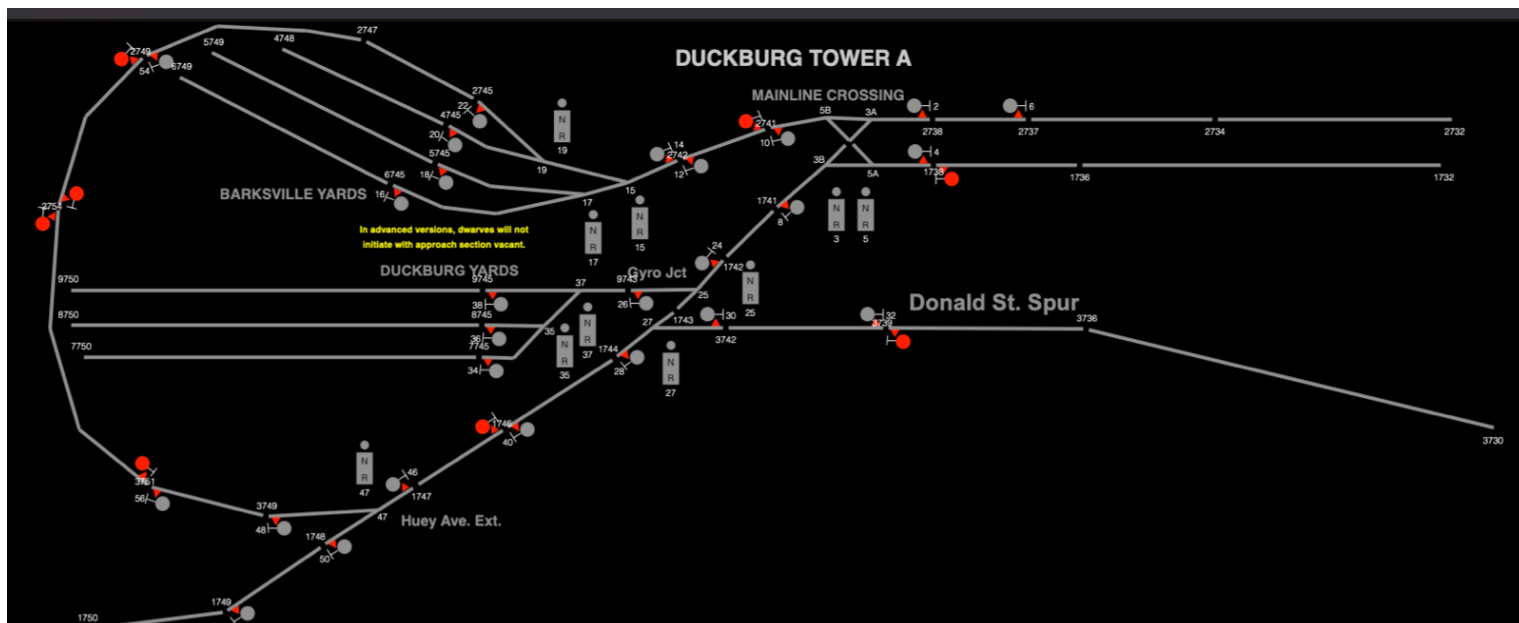 2747
4748
5749
2749
54
6749
DUCKBURG TOWER A
MAINLINE CROSSING
2745
22
4745
20
5745
18
6745
16
N
R
19
19
14
2742
12
2741
10
5B
3A
2
6
2738
2737
2734
2732
4
3B
5A
1738
1736
1732
BARKSVILLE YARDS
17
15
N
R
17
N
R
15
1741
8
N
R
3
N
R
5
2754
In advanced versions, dwarves will not
initiate with approach section vacant.
DUCKBURG YARDS
Gyro Jct
24
1742
9750
9745
38
37
9743
26
25
N
R
25
8750
8745
36
35
N
R
35
N
R
37
7750
7745
34
1743
27
30
3742
Donald St. Spur
32
3739
3736
1744
28
N
R
27
1746
40
3730
N
R
47
46
1747
3751
56
3749
48
47
Huey Ave. Ext.
1748
50
1749
1750